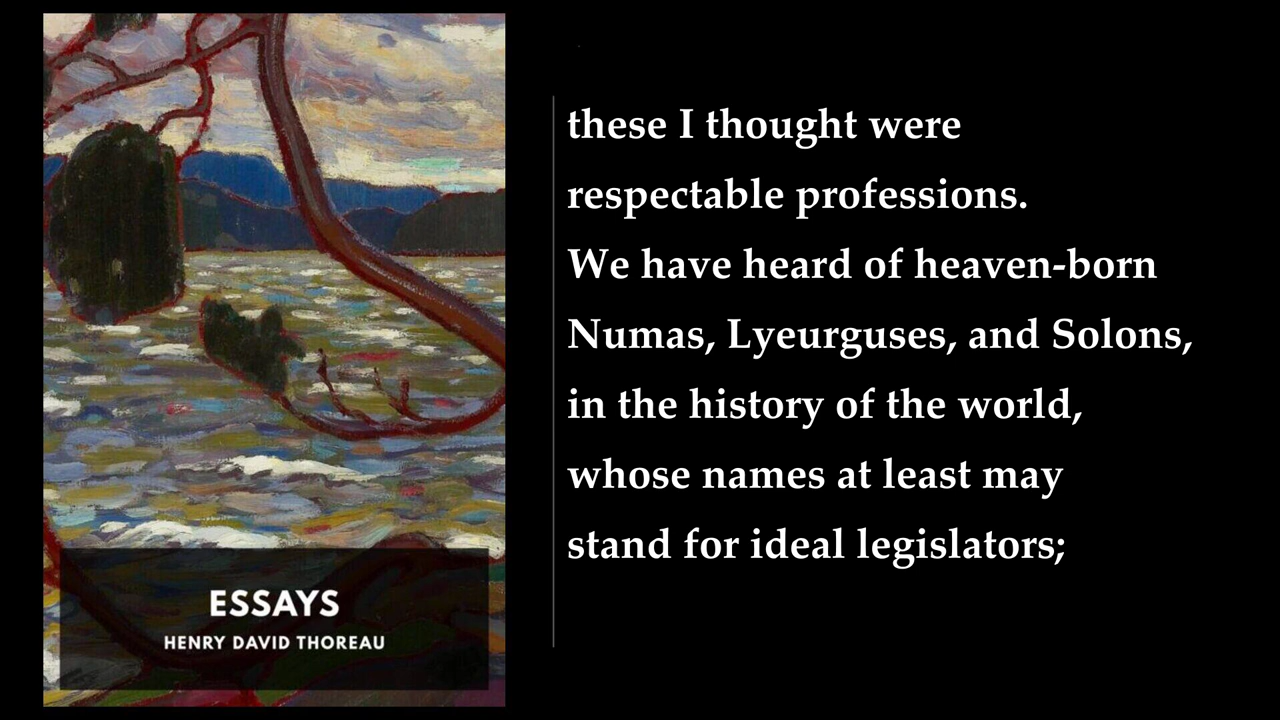 these I thought were
respectable professions.
We have heard of heaven-born
Numas, Lyeurguses, and Solons,
in the history of the world,
whose names at least may
stand for ideal legislators;
ESSAYS
HENRY DAVID THOREAU